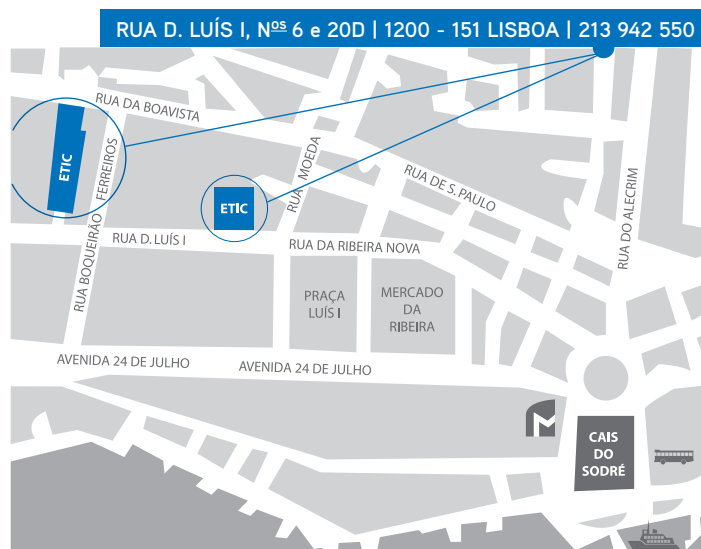 RUA D. LUÍS I, Nºs 6 e 20D | 1200 - 151 LISBOA | 213 942 550
RUA DA BOAVISTA
ETIC
RUA BOQUEIRÃO FERREIROS
RUA MOEDA
ETIC
RUA DE S. PAULO
RUA DO ALECRIM
RUA D. LUÍS I
RUA DA RIBEIRA NOVA
PRAÇA
LUÍS I
MERCADO
DA
RIBEIRA
AVENIDA 24 DE JULHO
AVENIDA 24 DE JULHO
M
CAIS
DO
SODRÉ